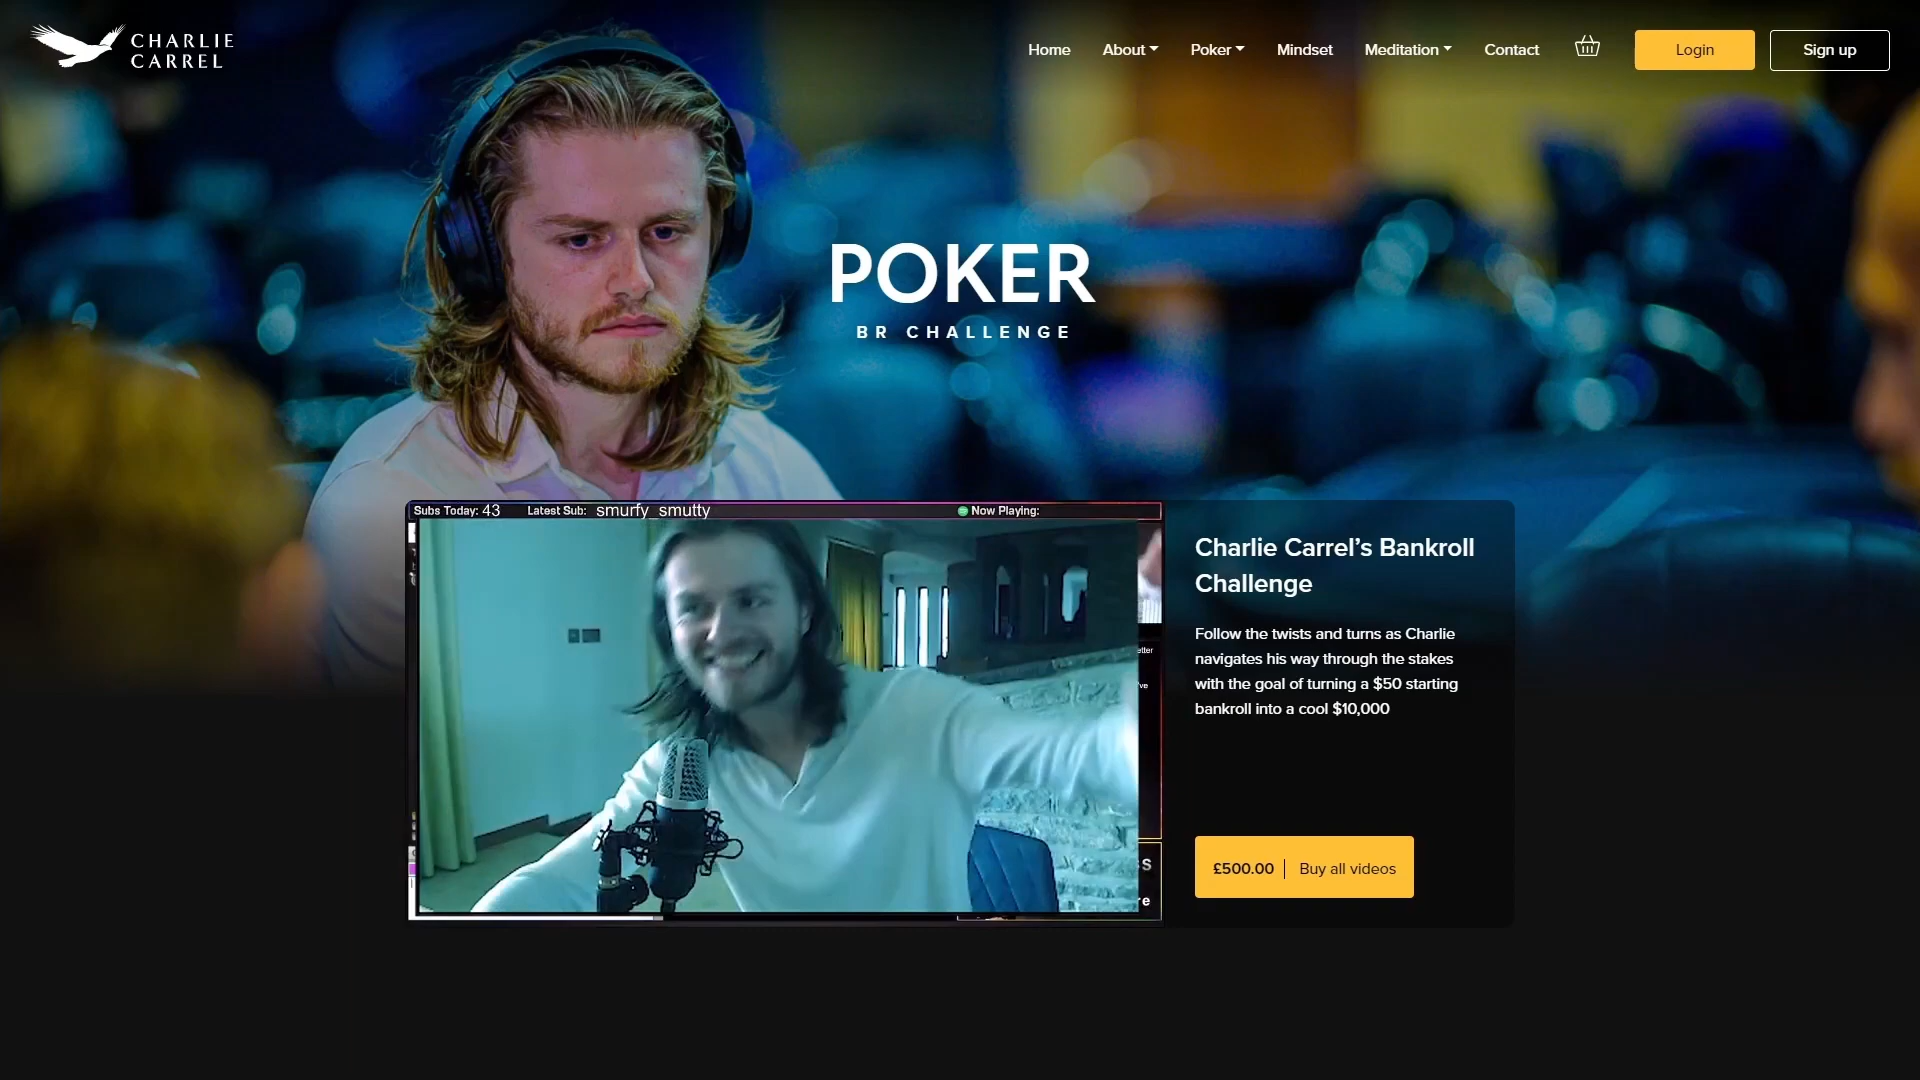 CHARLIE
CARREL
Home
About
Poker
Mindset
Meditation
Contact
Login
Sign up
POKER
BR CHALLENGE
Subs Today: 43
Latest Sub: smurfy_smutty
Now Playing:
Charlie Carrel’s Bankroll
Challenge
Follow the twists and turns as Charlie
navigates his way through the stakes
with the goal of turning a $50 starting
bankroll into a cool $10,000
£500.00
Buy all videos